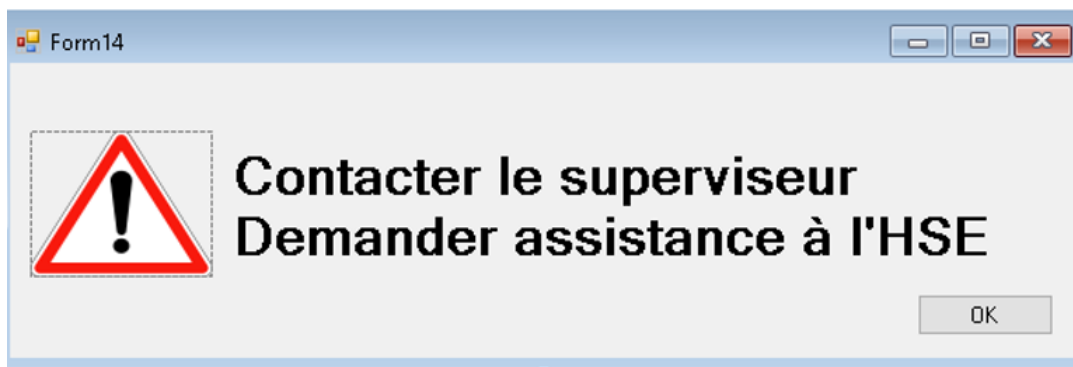 Form14
Contacter le superviseur
Demander assistance à l'HSE
OK